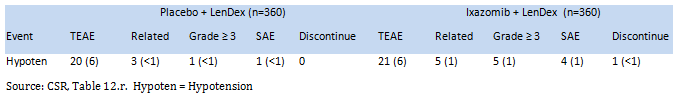 Placebo + LenDex (n=360) Ixazomib + LenDex (n=360)
Event TEAE Related Grade ≥ 3 SAE Discontinue TEAE Related Grade ≥ 3 SAE Discontinue
Hypoten 20 (6) 3 (<1) 1 (<1) 1 (<1) 0 21 (6) 5 (1) 5 (1) 4 (1) 1 (<1)
Source: CSR, Table 12.r. Hypoten = Hypotension